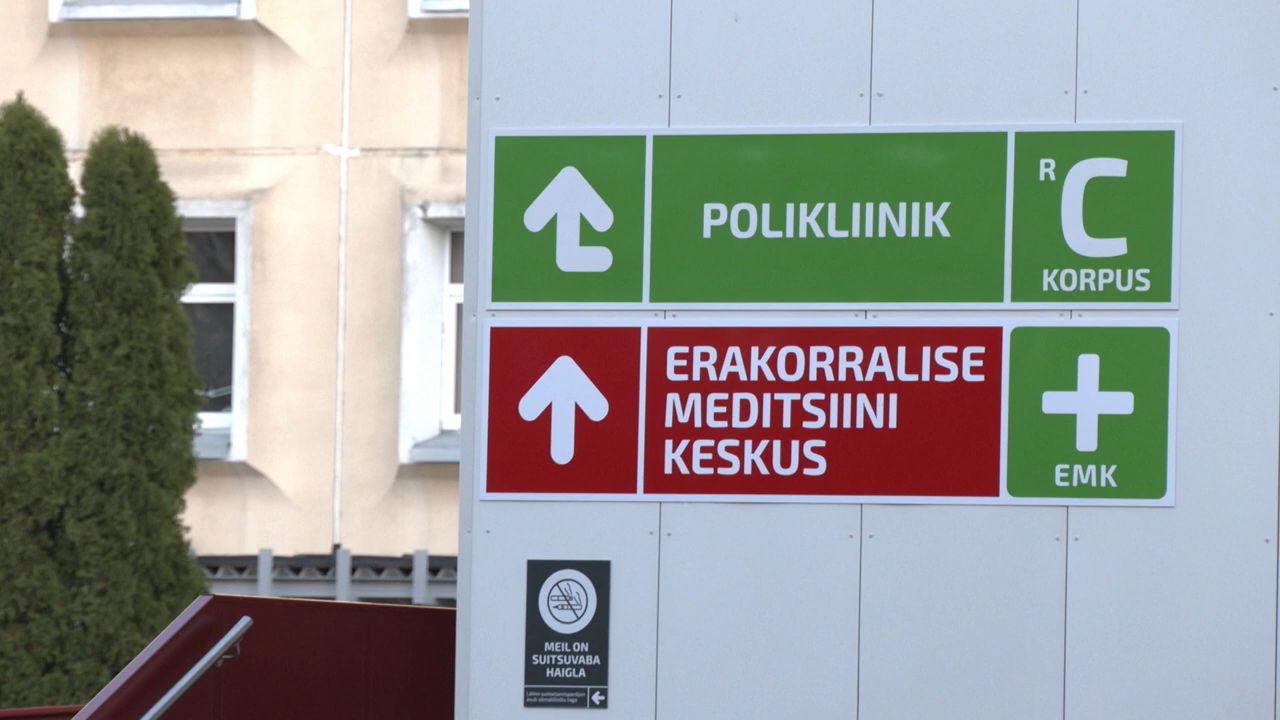 POLIKLIINIK
R C
KORPUS
ERAKORRALISE
MEDITSIINI
KESKUS
EMK
MEIL ON
SUITSUVABA
HAIGLA